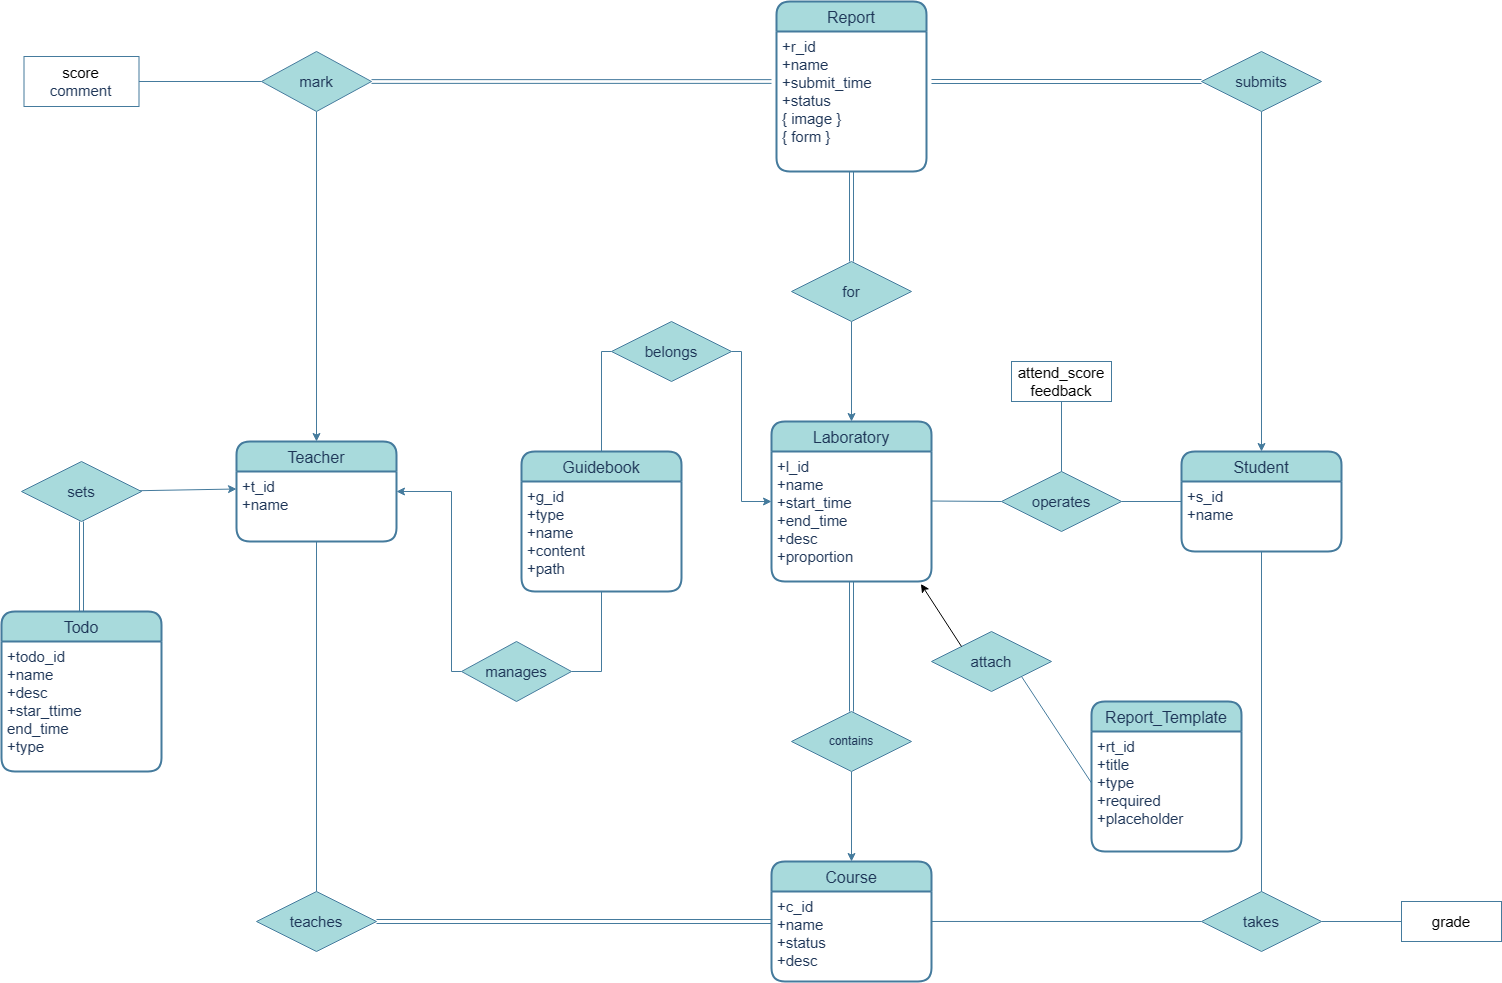 Report
+r_id
+name
+submit_time
+status
{ image }
{ form }
score
comment
mark
submits
for
belongs
attend_score
feedback
Teacher
+t_id
+name
sets
Guidebook
+g_id
+type
+name
+content
+path
Laboratory
+l_id
+name
+start_time
+end_time
+desc
+proportion
operates
Student
+s_id
+name
Todo
+todo_id
+name
+desc
+star_ttime
end_time
+type
manages
attach
contains
Report_Template
+rt_id
+title
+type
+required
+placeholder
teaches
Course
+c_id
+name
+status
+desc
takes
grade